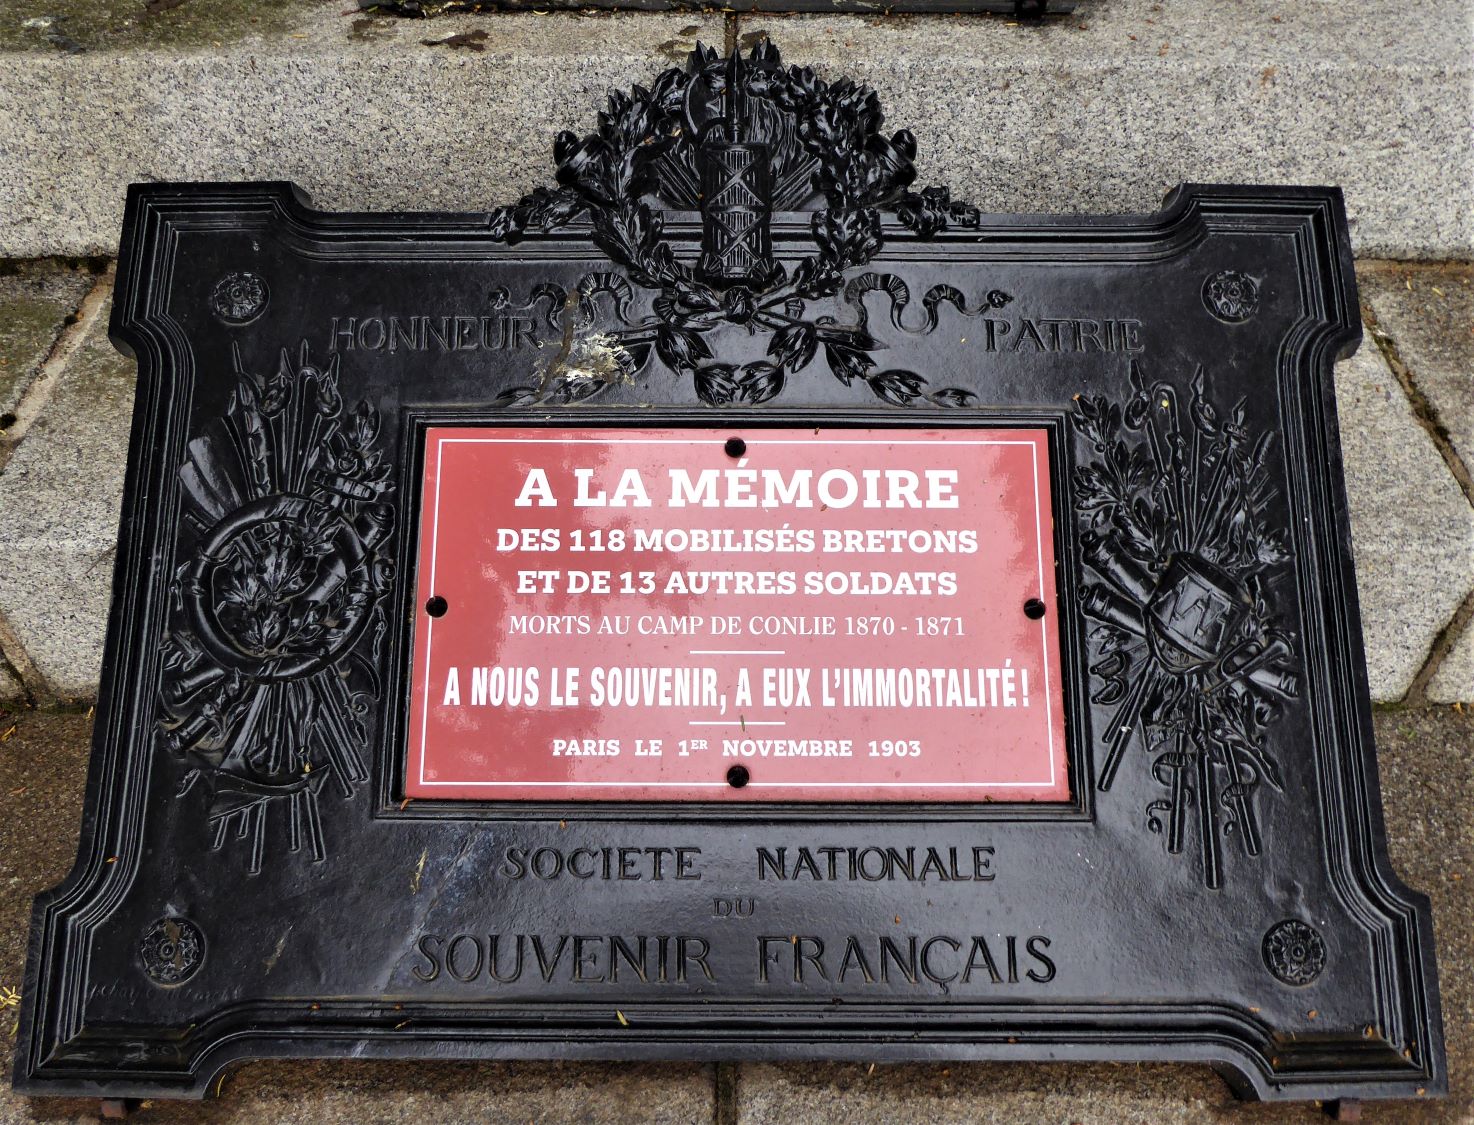 HONNEUR PATRIE
A LA MÉMOIRE
DES 118 MOBILISÉS BRETONS
ET DE 13 AUTRES SOLDATS
MORTS AU CAMP DE CONLIE 1870 - 1871
A NOUS LE SOUVENIR, A EUX L'IMMORTALITÉ!
PARIS LE 1ER NOVEMBRE 1903
SOCIETE NATIONALE
DU
SOUVENIR FRANÇAIS